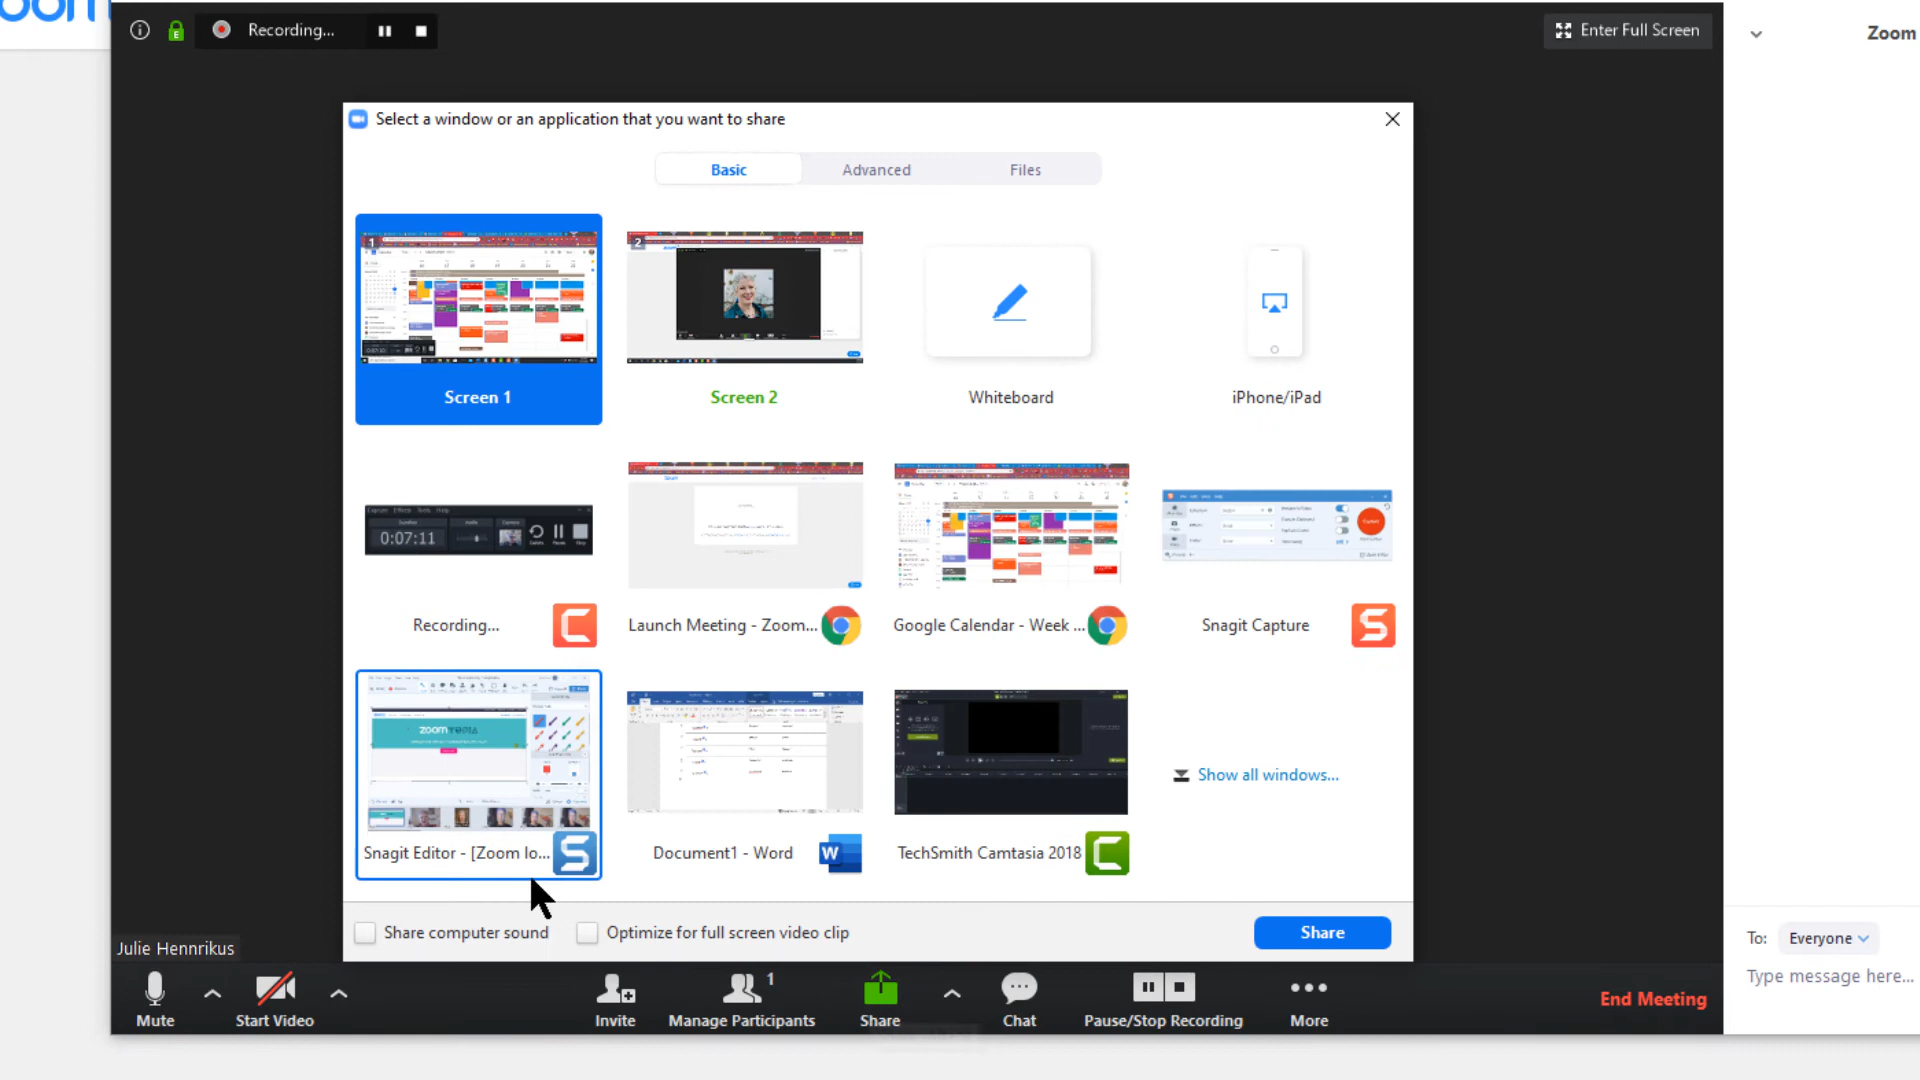 Recording...
Enter Full Screen
Zoom
Select a window or an application that you want to share
Basic
Advanced
Files
1
2
Screen 1
Screen 2
Whiteboard
iPhone/iPad
0:07:11
Recording...
Launch Meeting - Zoom...
Google Calendar - Week ...
Snagit Capture
zoom
Snagit Editor - [Zoom lo...
Document1 - Word
TechSmith Camtasia 2018
Show all windows...
Share computer sound
Optimize for full screen video clip
Share
Julie Hennrikus
To:
Everyone
Type message here...
Mute
Start Video
Invite
1
Manage Participants
Share
Chat
Pause/Stop Recording
More
End Meeting